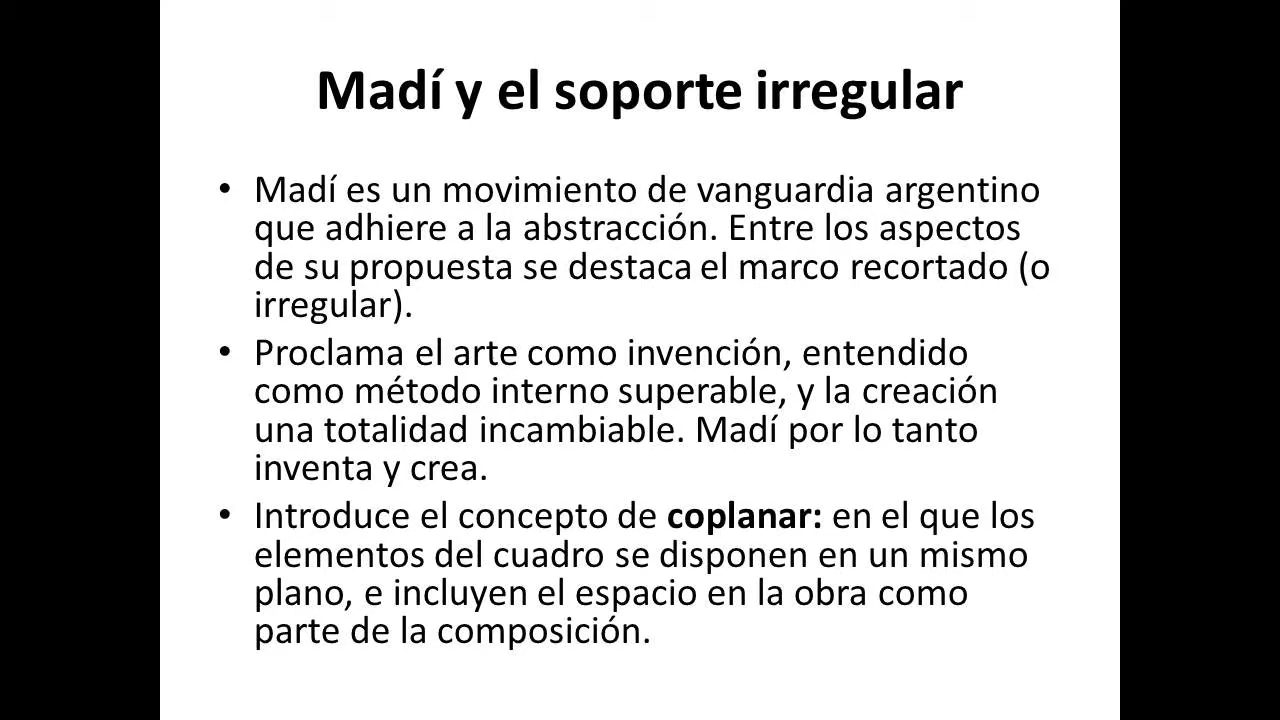 Madí y el soporte irregular
• Madí es un movimiento de vanguardia argentino
que adhiere a la abstracción. Entre los aspectos
de su propuesta se destaca el marco recortado (o
irregular).
• Proclama el arte como invención, entendido
como método interno superable, y la creación
una totalidad incambiable. Madí por lo tanto
inventa y crea.
• Introduce el concepto de coplanar: en el que los
elementos del cuadro se disponen en un mismo
plano, e incluyen el espacio en la obra como
parte de la composición.